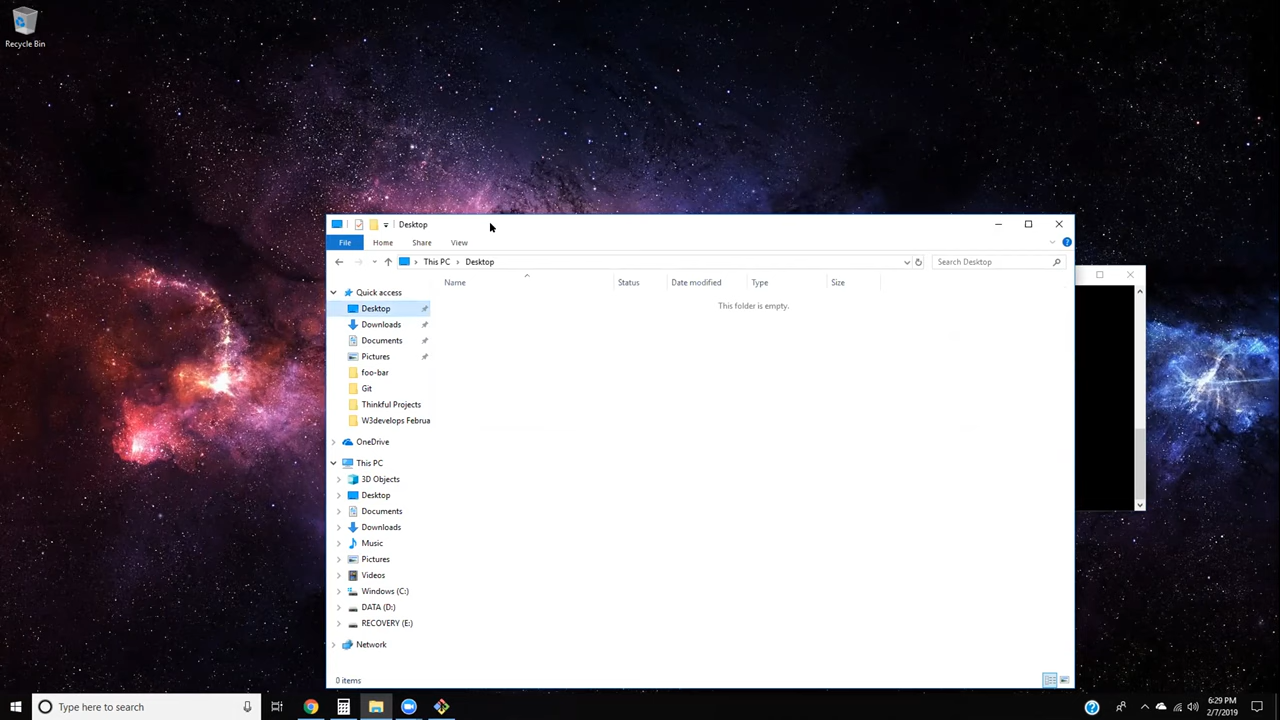 Recycle Bin
Desktop
File Home Share View
This PC > Desktop
Search Desktop
Name Status Date modified Type Size
This folder is empty.
Quick access
Desktop
Downloads
Documents
Pictures
foo-bar
Git
Thinkful Projects
W3develops Februa
OneDrive
This PC
3D Objects
Desktop
Documents
Downloads
Music
Pictures
Videos
Windows (C:)
DATA (D:)
RECOVERY (E:)
Network
0 items
Type here to search
6:29 PM
2/7/2019